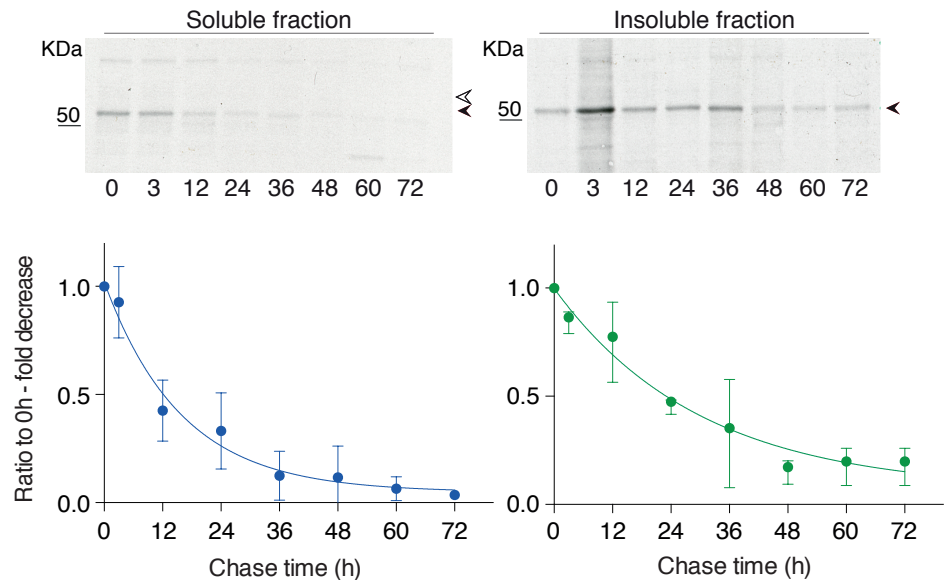 Soluble fraction
Insoluble fraction
KDa
50
0 3 12 24 36 48 60 72
KDa
50
0 3 12 24 36 48 60 72
Ratio to 0h - fold decrease
1.0
0.5
0.0
0 12 24 36 48 60 72
Chase time (h)
1.0
0.5
0.0
0 12 24 36 48 60 72
Chase time (h)